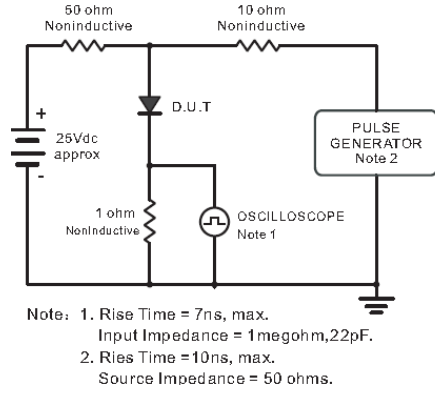 50 ohm
Noninductive
10 ohm
Noninductive
+
25Vdc
approx
-
D.U.T
PULSE
GENERATOR
Note 2
1 ohm
NonInductive
OSCILLOSCOPE
Note 1
Note: 1. Rise Time = 7ns, max.
Input Impedance = 1megohm,22pF.
2. Ries Time =10ns, max.
Source Impedance = 50 ohms.